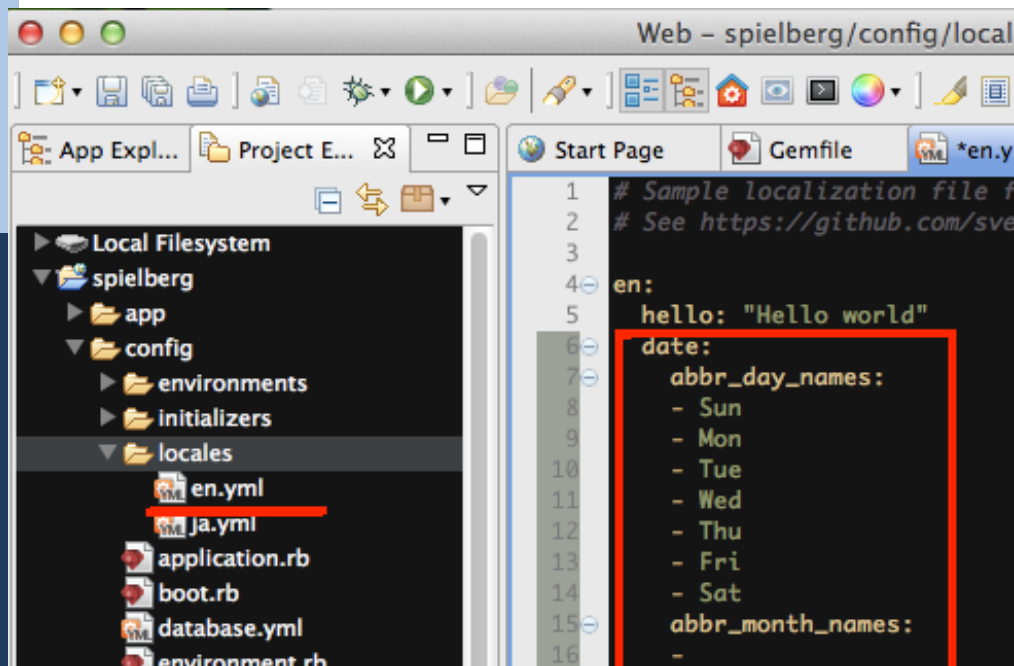 Web – spielberg/config/local
App Expl...
Project E...
Start Page
Gemfile
*en.y
Local Filesystem
spielberg
app
config
environments
initializers
locales
en.yml
ja.yml
application.rb
boot.rb
database.yml
environment.rb
1 # Sample localization file f
2 # See https://github.com/sve
3
4 en:
5 hello: "Hello world"
6 date:
7 abbr_day_names:
8 - Sun
9 - Mon
10 - Tue
11 - Wed
12 - Thu
13 - Fri
14 - Sat
15 abbr_month_names:
16 -